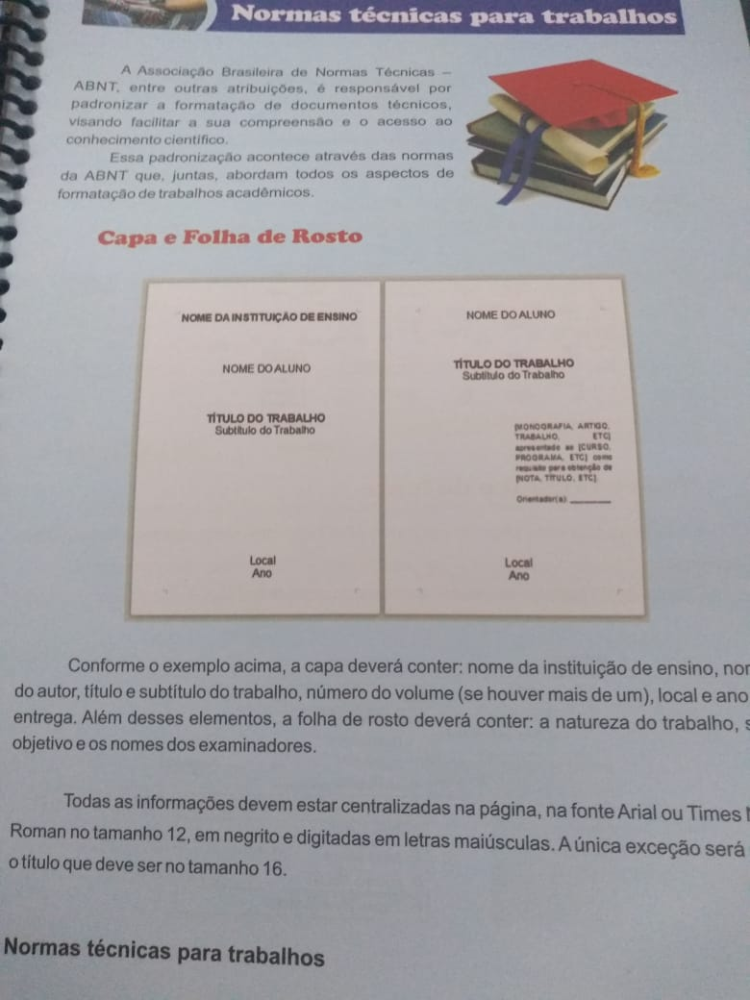 Normas técnicas para trabalhos
A Associação Brasileira de Normas Técnicas –
ABNT, entre outras atribuições, é responsável por
padronizar a formatação de documentos técnicos,
visando facilitar a sua compreensão e o acesso ao
conhecimento científico.
Essa padronização acontece através das normas
da ABNT que, juntas, abordam todos os aspectos de
formatação de trabalhos acadêmicos.
Capa e Folha de Rosto
NOME DA INSTITUIÇÃO DE ENSINO
NOME DO ALUNO
TÍTULO DO TRABALHO
Subtítulo do Trabalho
Local
Ano
NOME DO ALUNO
TÍTULO DO TRABALHO
Subtítulo do Trabalho
[MONOGRAFIA, ARTIGO,
TRABALHO, ETC]
apresentado ao [CURSO,
PROGRAMA, ETC] como
requisito para obtenção de
[NOTA, TÍTULO, ETC].
Orientador(a):
Local
Ano
Conforme o exemplo acima, a capa deverá conter: nome da instituição de ensino,
do autor, título e subtítulo do trabalho, número do volume (se houver mais de um), local e ano
entrega. Além desses elementos, a folha de rosto deverá conter: a natureza do trabalho,
objetivo e os nomes dos examinadores.
Todas as informações devem estar centralizadas na página, na fonte Arial ou Times
Roman no tamanho 12, em negrito e digitadas em letras maiúsculas. A única exceção será
o título que deve ser no tamanho 16.
Normas técnicas para trabalhos